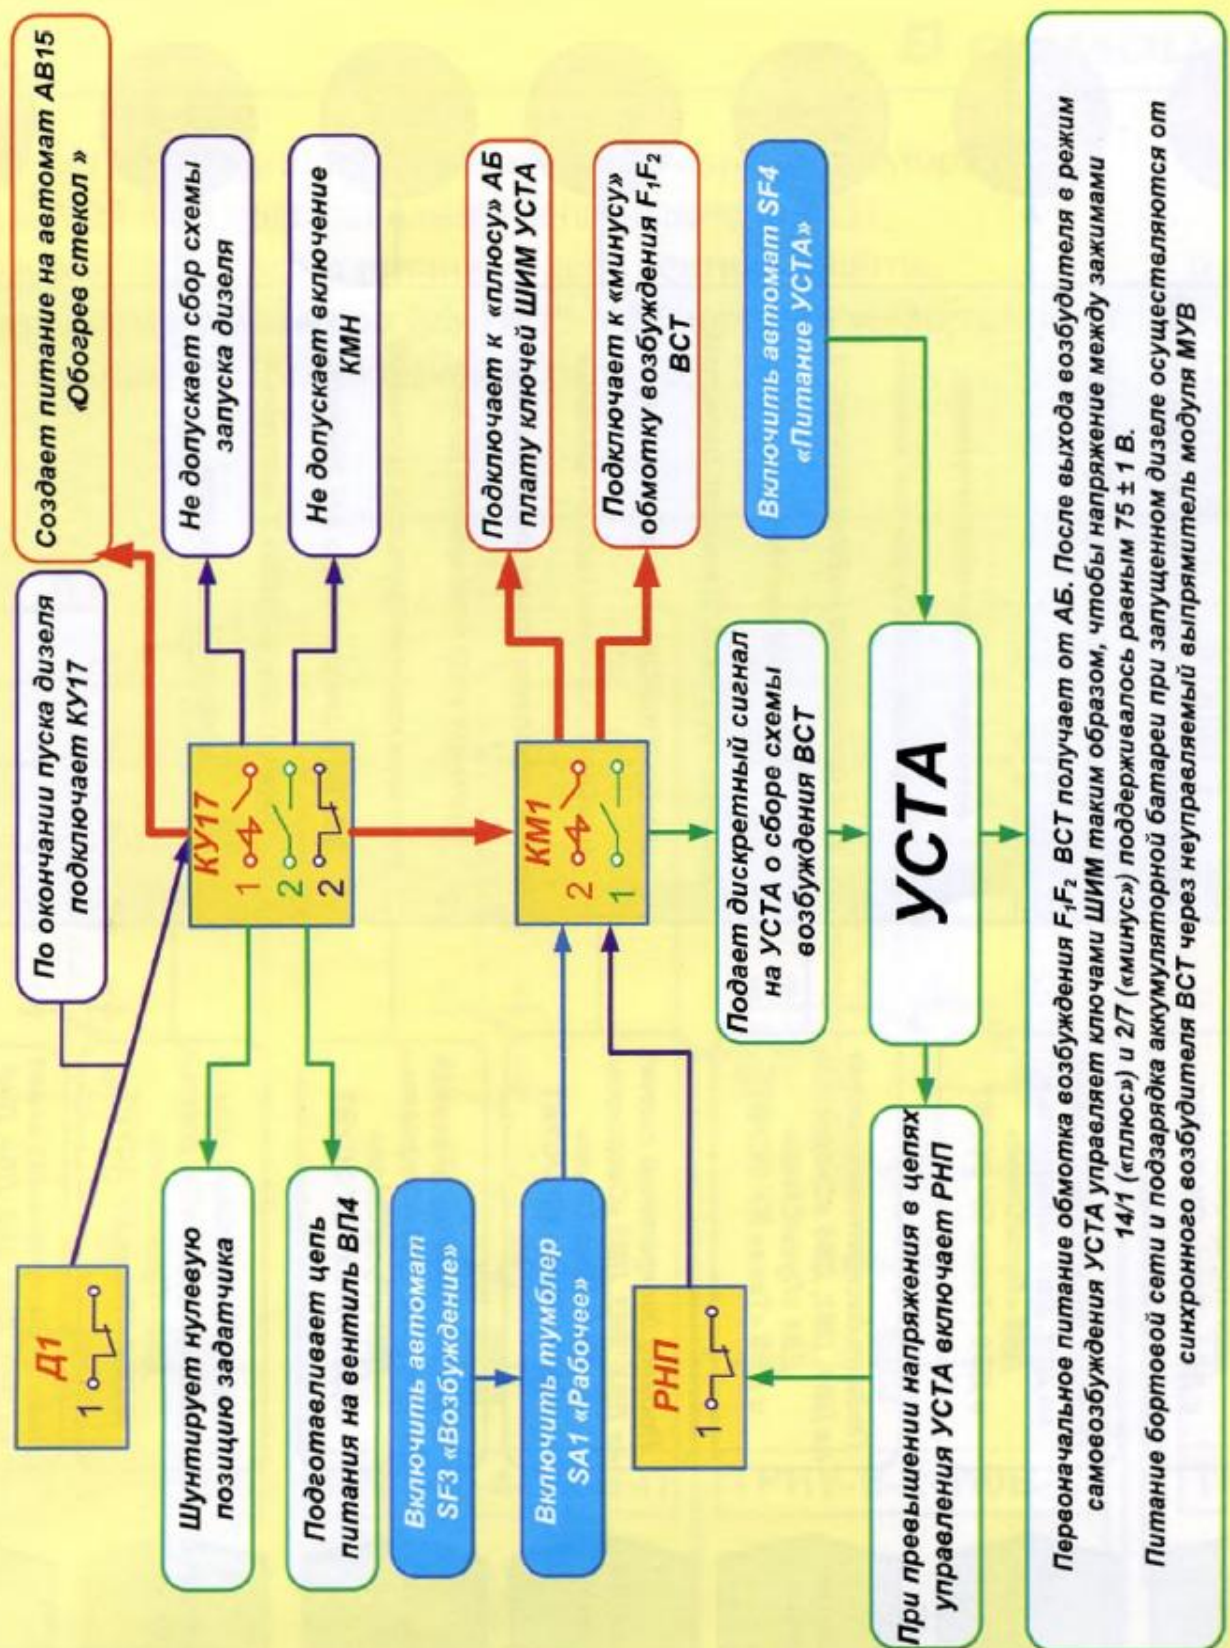 Д1
1
По окончании пуска дизеля
подключает КУ17
Создает питание на автомат АВ15
«Обогрев стекол »
Шунтирует нулевую
позицию задатчика
Подготавливает цепь
питания на вентиль ВП4
КУ17
1
2
2
Не допускает сбор схемы
запуска дизеля
Не допускает включение
КМН
Включить автомат
SF3 «Возбуждение»
Включить тумблер
SA1 «Рабочее»
КМ1
2
1
Подключает к «плюсу» АБ
плату ключей ШИМ УСТА
Подключает к «минусу»
обмотку возбуждения F₁F₂
ВСТ
РНП
1
Подает дискретный сигнал
на УСТА о сборе схемы
возбуждения ВСТ
Включить автомат SF4
«Питание УСТА»
При превышении напряжения в цепях
управления УСТА включает РНП
УСТА
Первоначальное питание обмотка возбуждения F₁F₂ ВСТ получает от АБ. После выхода возбудителя в режим
самовозбуждения УСТА управляет ключами ШИМ таким образом, чтобы напряжение между зажимами
14/1 («плюс») и 2/7 («минус») поддерживалось равным 75 ± 1 В.
Питание бортовой сети и подзарядка аккумуляторной батареи при запущенном дизеле осуществляются от
синхронного возбудителя ВСТ через неуправляемый выпрямитель модуля МУВ